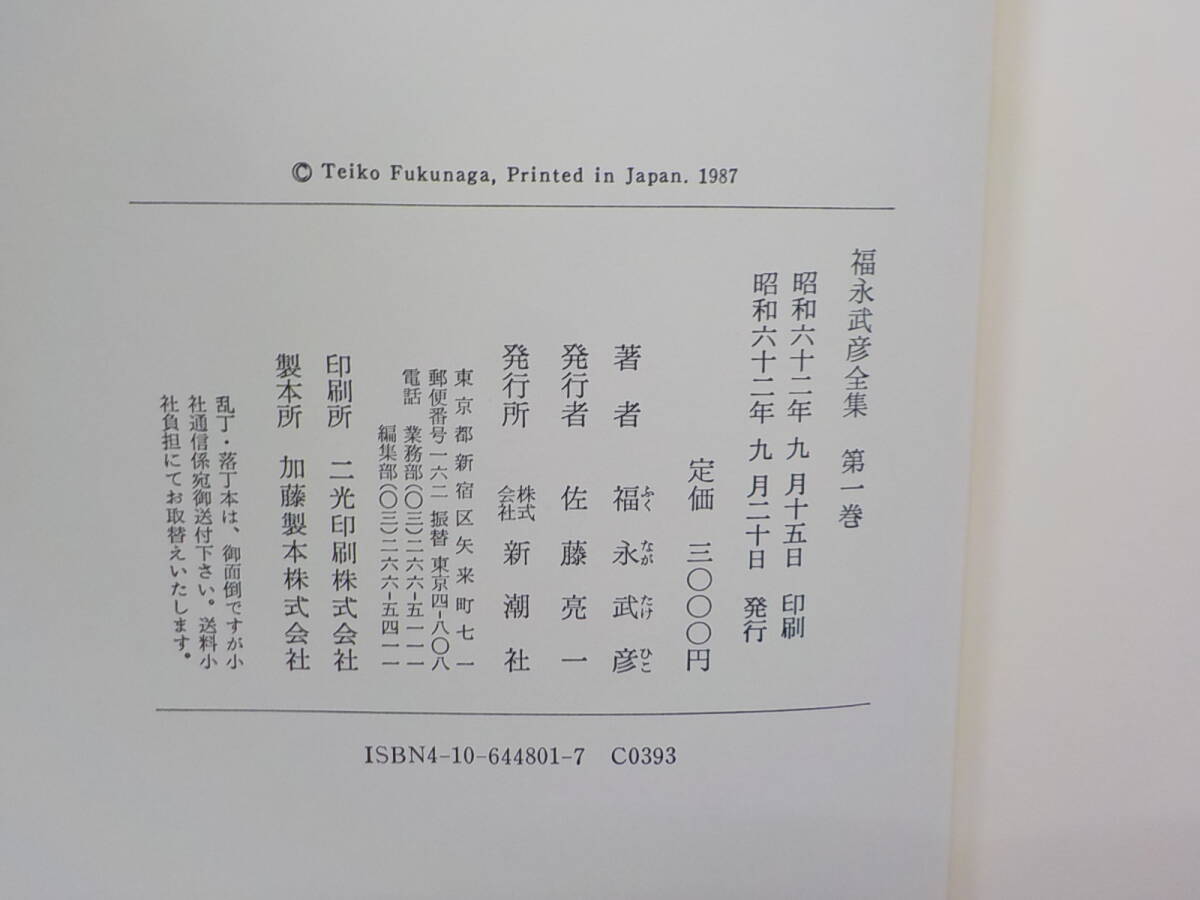 © Teiko Fukunaga, Printed in Japan. 1987
福永武彦全集 第一巻
昭和六十二年 九 月十五日 印刷
昭和六十二年 九 月二十日 発行
定価 三〇〇〇円
著者 福永武彦
ふく なが たけ ひこ
発行者 佐藤亮一
発行所 株式会社 新潮社
東京都新宿区矢来町七一
郵便番号一六二 振替 東京四-八〇八
電話 業務部(〇三)二六六-五一一一
編集部(〇三)二六六-五四一一
印刷所 二光印刷株式会社
製本所 加藤製本株式会社
乱丁・落丁本は、御面倒ですが小
社通信係宛御送付下さい。送料小
社負担にてお取替えいたします。
ISBN4-10-644801-7 C0393